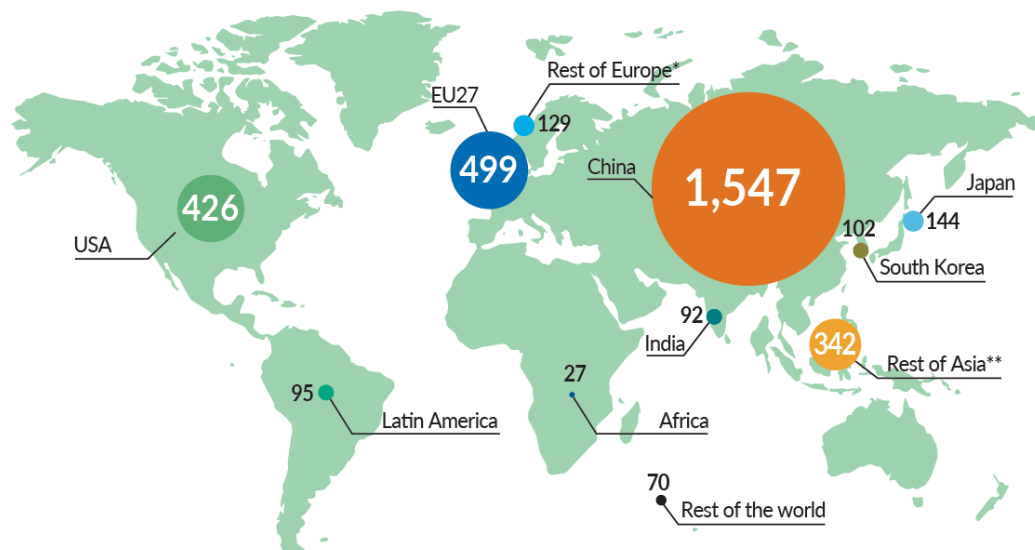 Rest of Europe*
EU27
129
499
China
1,547
Japan
426
102
144
USA
South Korea
92
India
342
Rest of Asia**
27
95
Latin America
Africa
70
Rest of the world